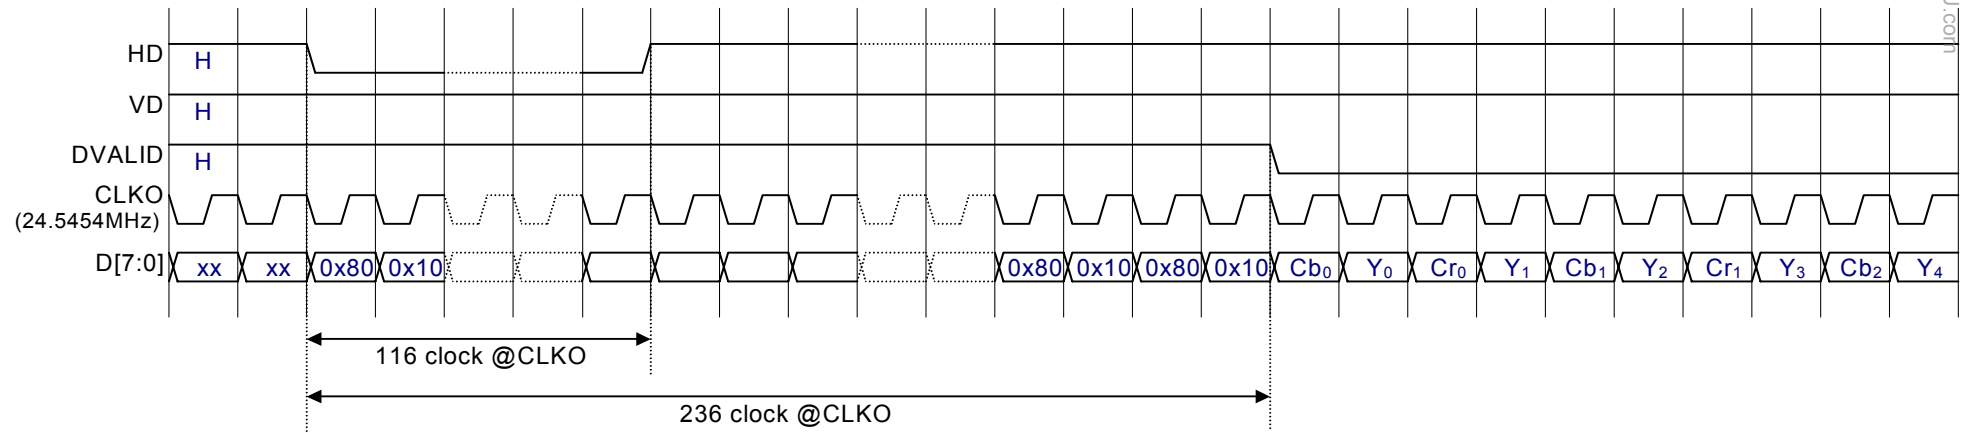 HD H
VD H
DVALID H
CLKO
(24.5454MHz)
D[7:0] xx xx 0x80 0x10 0x80 0x10 0x80 0x10 Cb0 Y0 Cr0 Y1 Cb1 Y2 Cr1 Y3 Cb2 Y4
116 clock @CLKO
236 clock @CLKO